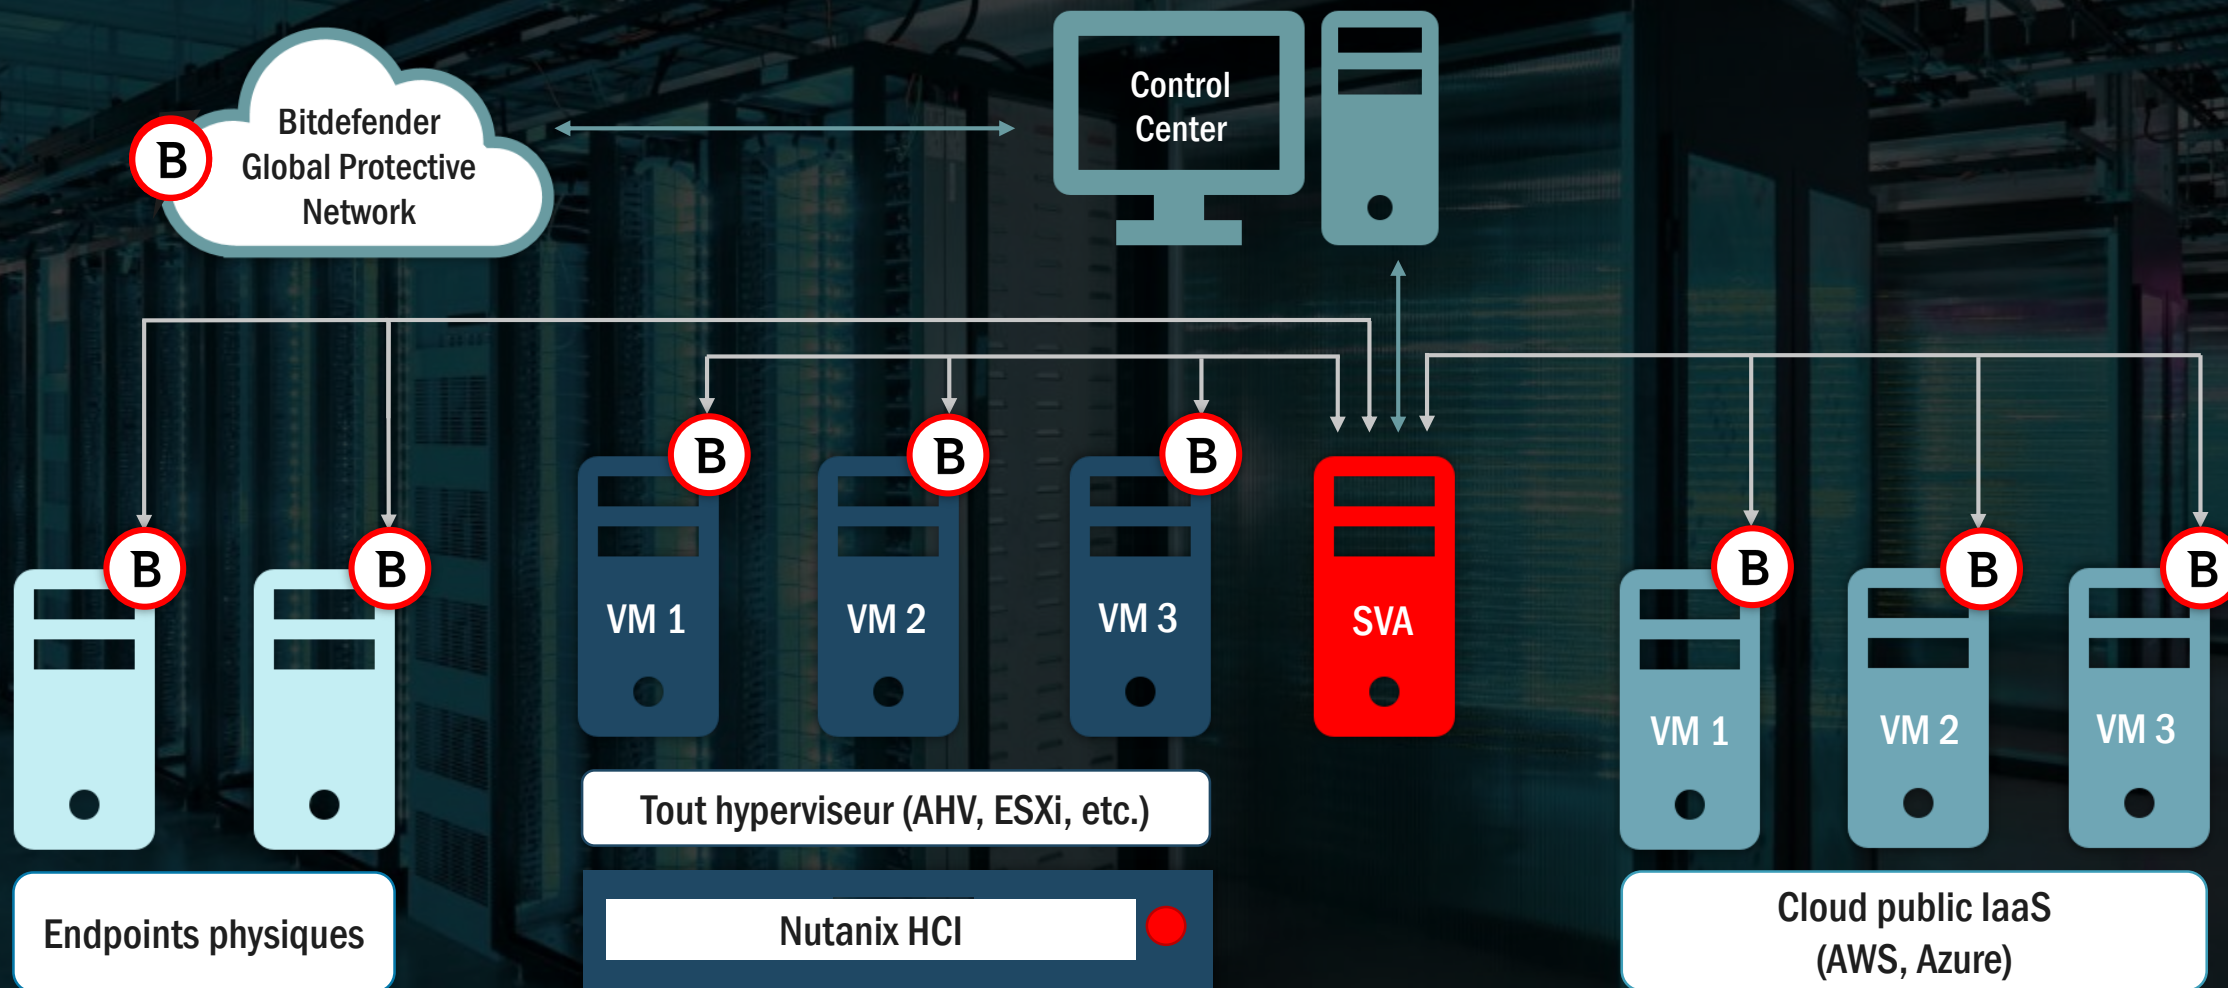 Bitdefender
Global Protective
Network
B
Control
Center
B
B
B
B
B
B
B
B
VM 1
VM 2
VM 3
SVA
VM 1
VM 2
VM 3
Tout hyperviseur (AHV, ESXi, etc.)
Nutanix HCI
Endpoints physiques
Cloud public IaaS
(AWS, Azure)